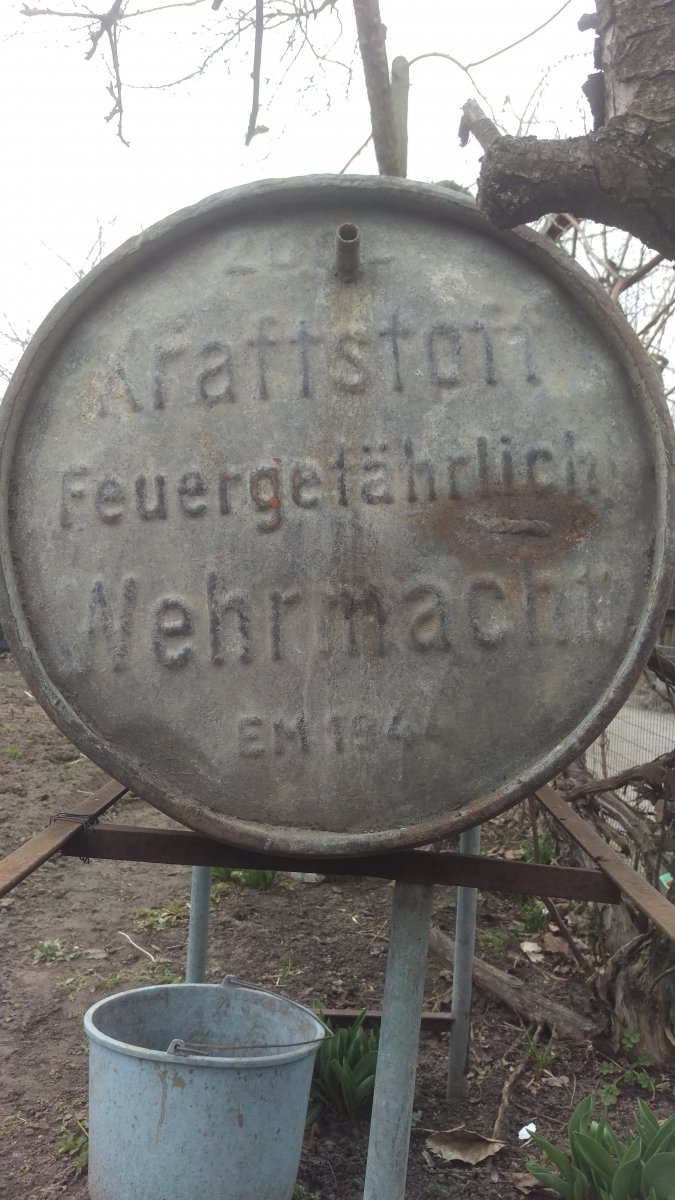 Kraftstoff
Feuergefährlich
Wehrmacht
EM 1944